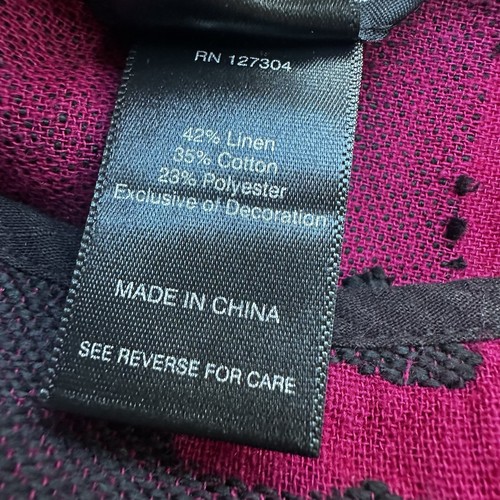 RN 127304
42% Linen
35% Cotton
23% Polyester
Exclusive of Decoration
MADE IN CHINA
SEE REVERSE FOR CARE